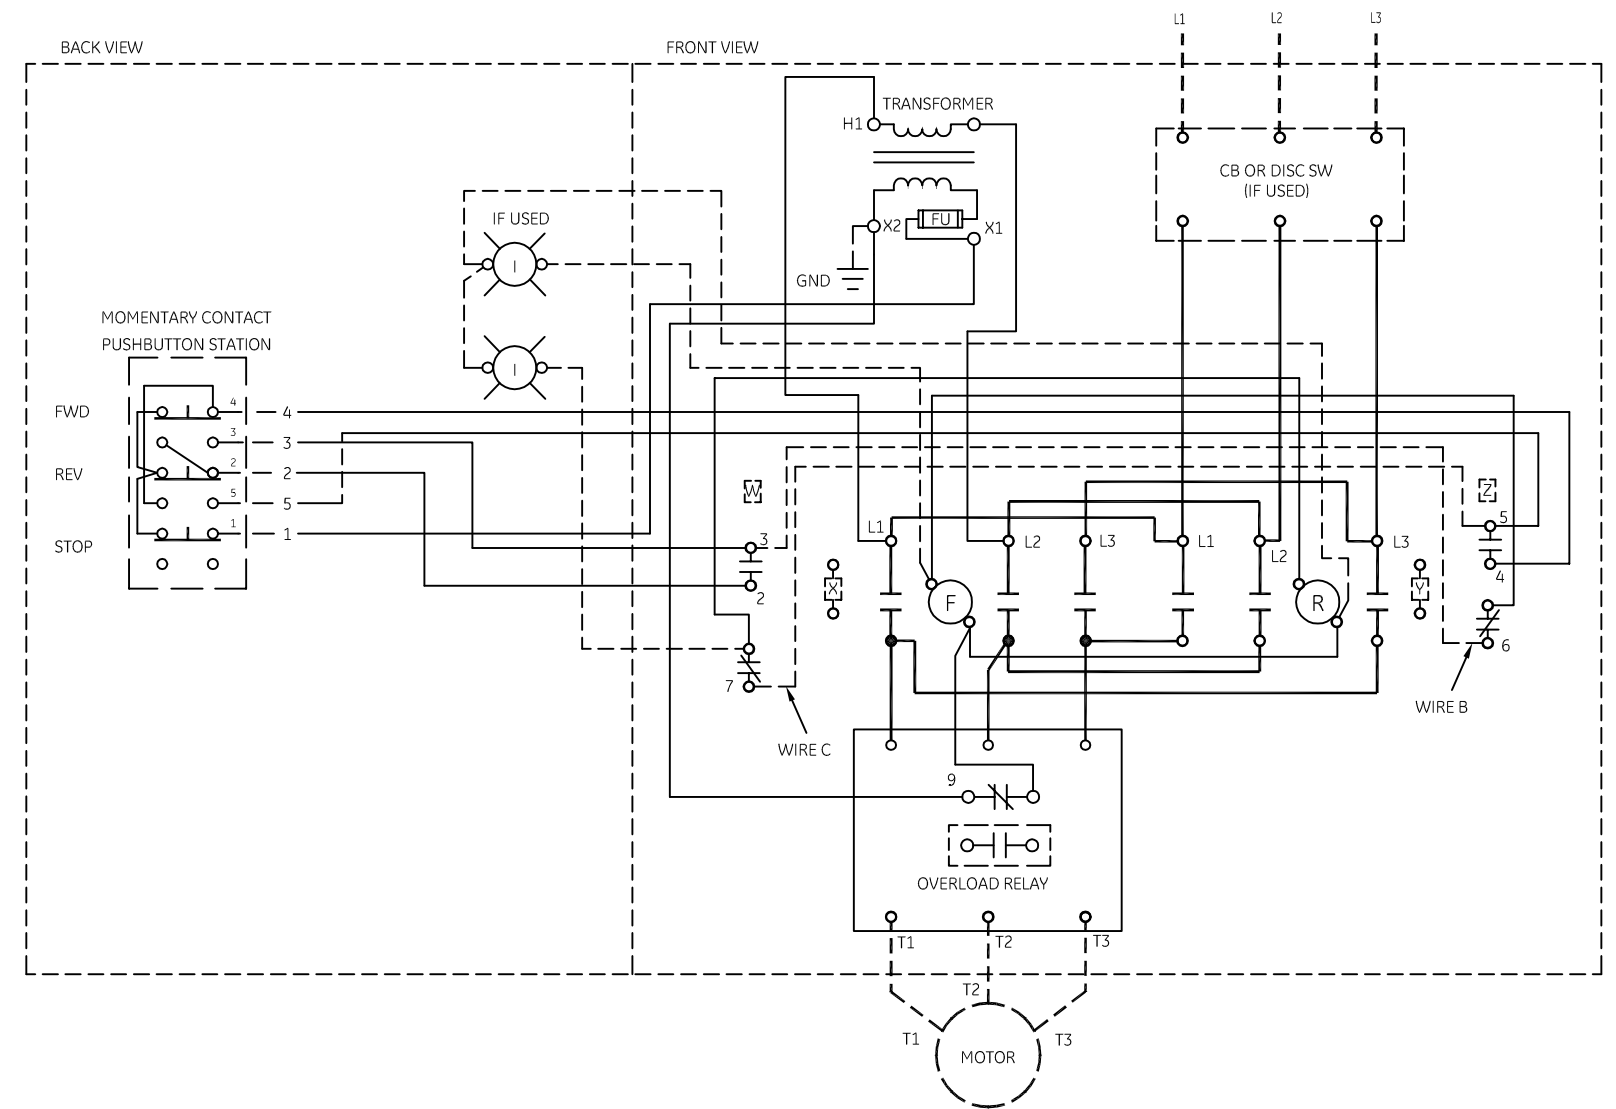 L1
L2
L3
BACK VIEW
FRONT VIEW
TRANSFORMER
H1
CB OR DISC SW
(IF USED)
IF USED
FU
X2
X1
I
GND
MOMENTARY CONTACT
PUSHBUTTON STATION
I
FWD
4
4
3
3
REV
2
2
5
5
STOP
1
1
W
Z
5
L1
3
L2
L3
L1
L2
L3
4
X
2
F
R
Y
6
7
WIRE B
WIRE C
9
OVERLOAD RELAY
T1
T2
T3
T2
T1
T3
MOTOR